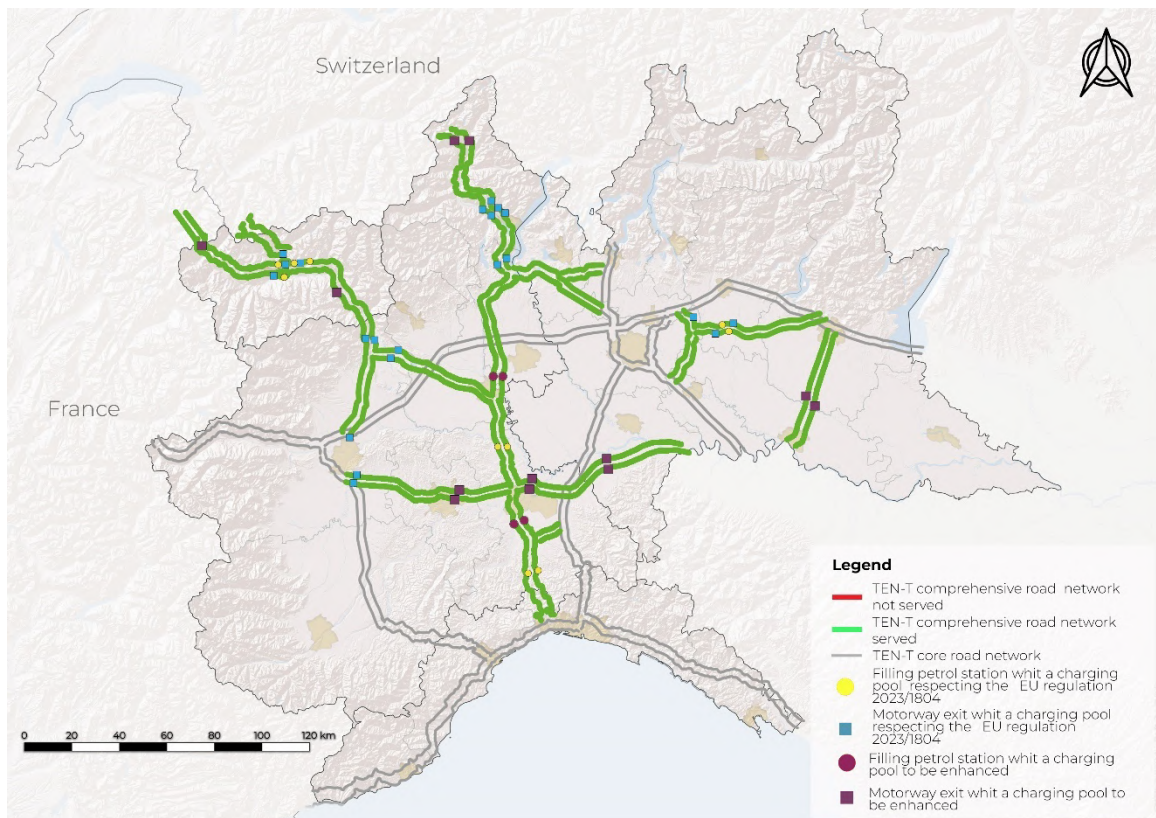 Switzerland
France
Legend
TEN-T comprehensive road network
not served
TEN-T comprehensive road network
served
TEN-T core road network
Filling petrol station whit a charging
pool respecting the EU regulation
2023/1804
Motorway exit whit a charging pool
respecting the EU regulation
2023/1804
Filling petrol station whit a charging
pool to be enhanced
Motorway exit whit a charging pool to
be enhanced
0 20 40 60 80 100 120 km